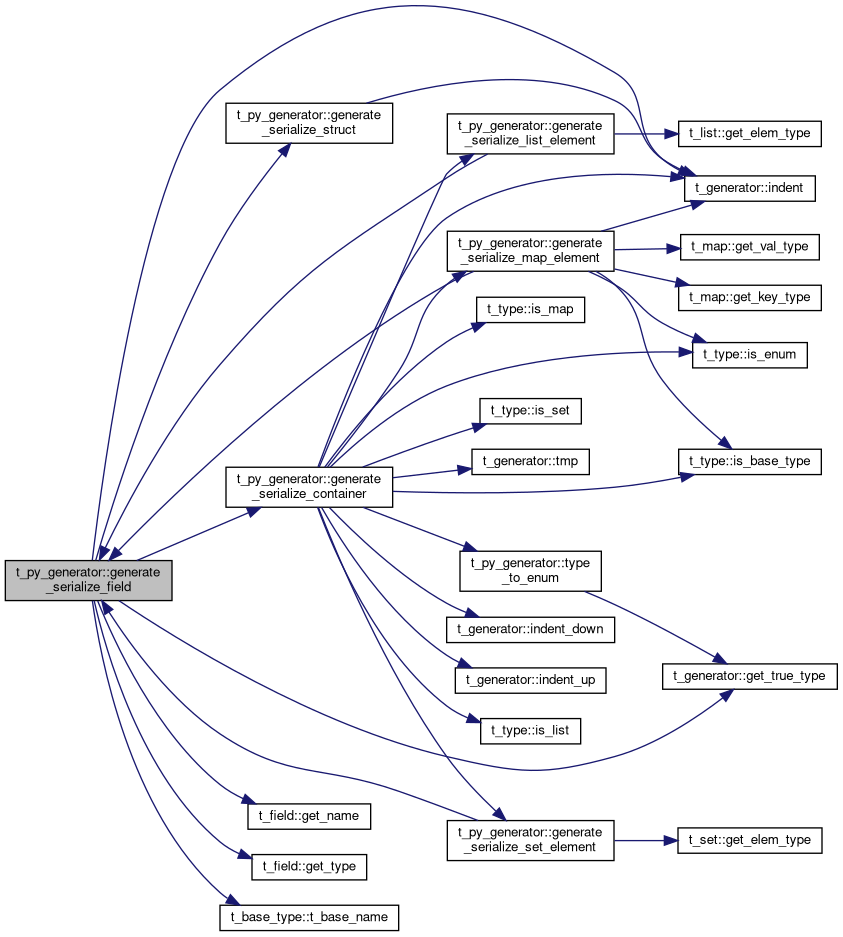 t_py_generator::generate
_serialize_field
t_py_generator::generate
_serialize_struct
t_py_generator::generate
_serialize_container
t_field::get_name
t_field::get_type
t_base_type::t_base_name
t_py_generator::generate
_serialize_list_element
t_py_generator::generate
_serialize_map_element
t_type::is_map
t_type::is_set
t_generator::tmp
t_py_generator::type
_to_enum
t_generator::indent_down
t_generator::indent_up
t_type::is_list
t_py_generator::generate
_serialize_set_element
t_list::get_elem_type
t_generator::indent
t_map::get_val_type
t_map::get_key_type
t_type::is_enum
t_type::is_base_type
t_generator::get_true_type
t_set::get_elem_type